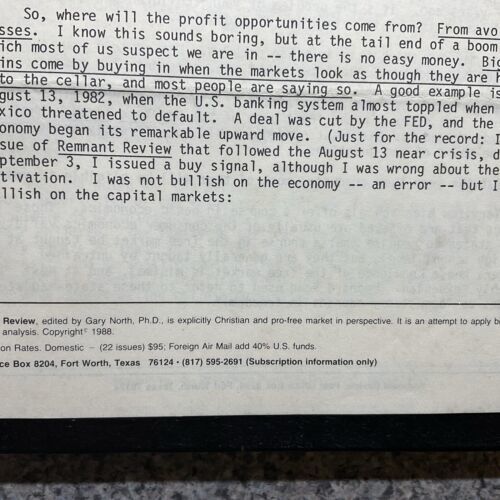 So, where will the profit opportunities come from? From avo
sses. I know this sounds boring, but at the tail end of a boom
ich most of us suspect we are in -- there is no easy money. Big
ins come by buying in when the markets look as though they are h
to the cellar, and most people are saying so. A good example is
gust 13, 1982, when the U.S. banking system almost toppled when
xico threatened to default. A deal was cut by the FED, and the
onomy began its remarkable upward move. (Just for the record: I
sue of Remnant Review that followed the August 13 near crisis, d
ptember 3, I issued a buy signal, although I was wrong about the
tivation. I was not bullish on the economy -- an error -- but I
llish on the capital markets:
Review, edited by Gary North, Ph.D., is explicitly Christian and pro-free market in perspective. It is an attempt to apply bi
analysis. Copyright© 1988.
on Rates. Domestic – (22 issues) $95; Foreign Air Mail add 40% U.S. funds.
ce Box 8204, Fort Worth, Texas 76124 • (817) 595-2691 (Subscription information only)